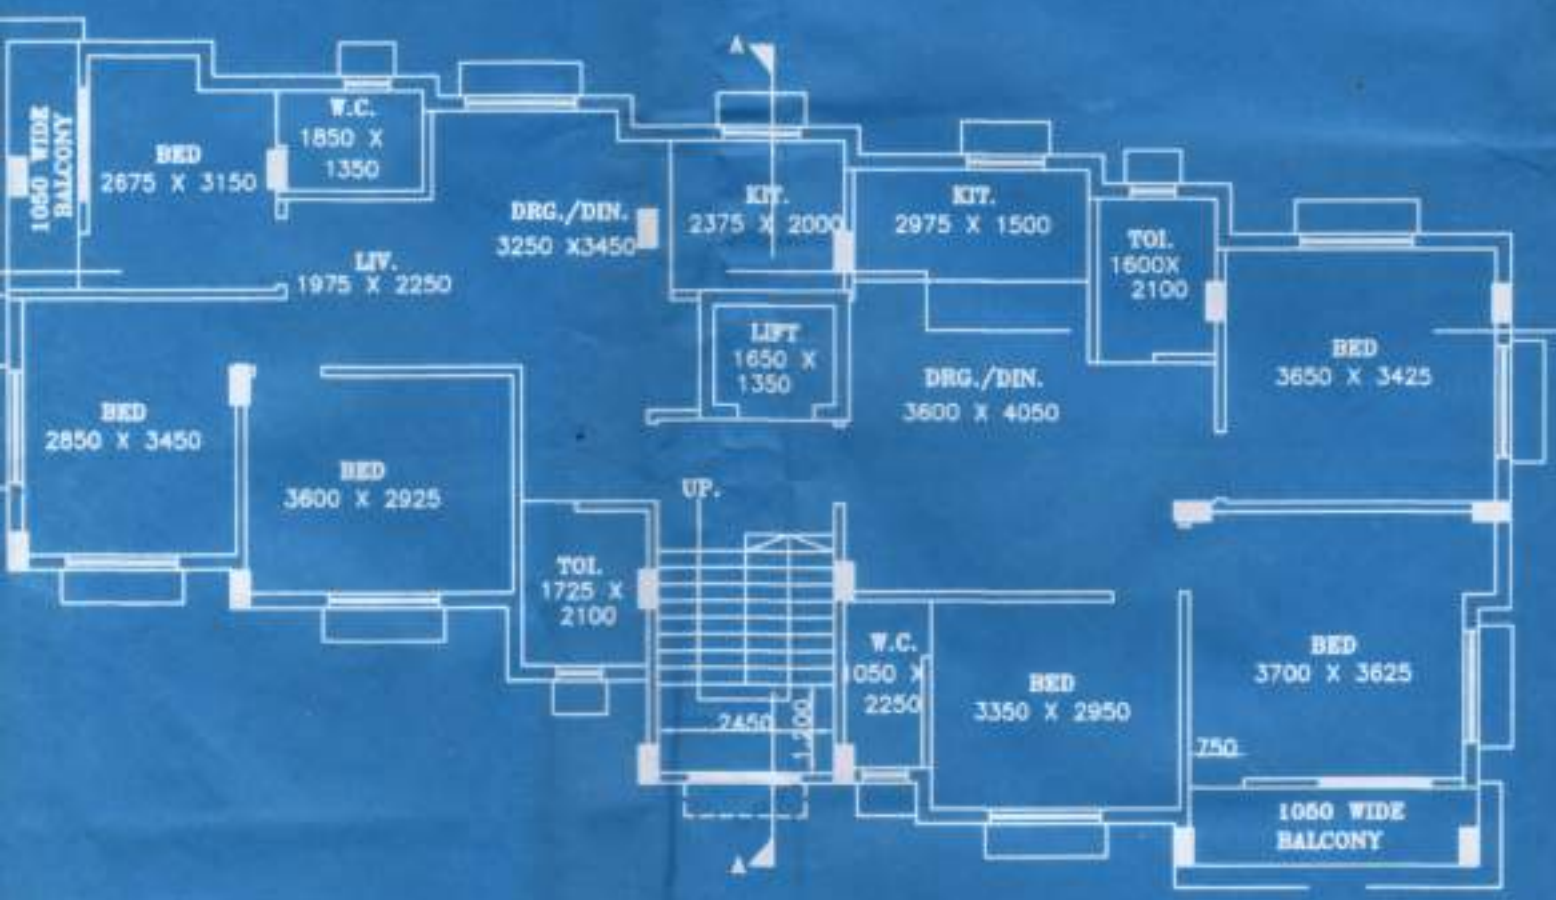 A
1050 WIDE
BALCONY
BED
2675 X 3150
W.C.
1850 X
1350
DRG./DIN.
3250 X3450
LIV.
1975 X 2250
KIT.
2375 X 2000
KIT.
2975 X 1500
TOI.
1600X
2100
BED
3650 X 3425
LIFT
1650 X
1350
DRG./DIN.
3600 X 4050
BED
2850 X 3450
BED
3600 X 2925
UP.
TOI.
1725 X
2100
W.C.
1050 X
2250
BED
3350 X 2950
BED
3700 X 3625
2450
1,200
750
1050 WIDE
BALCONY
A